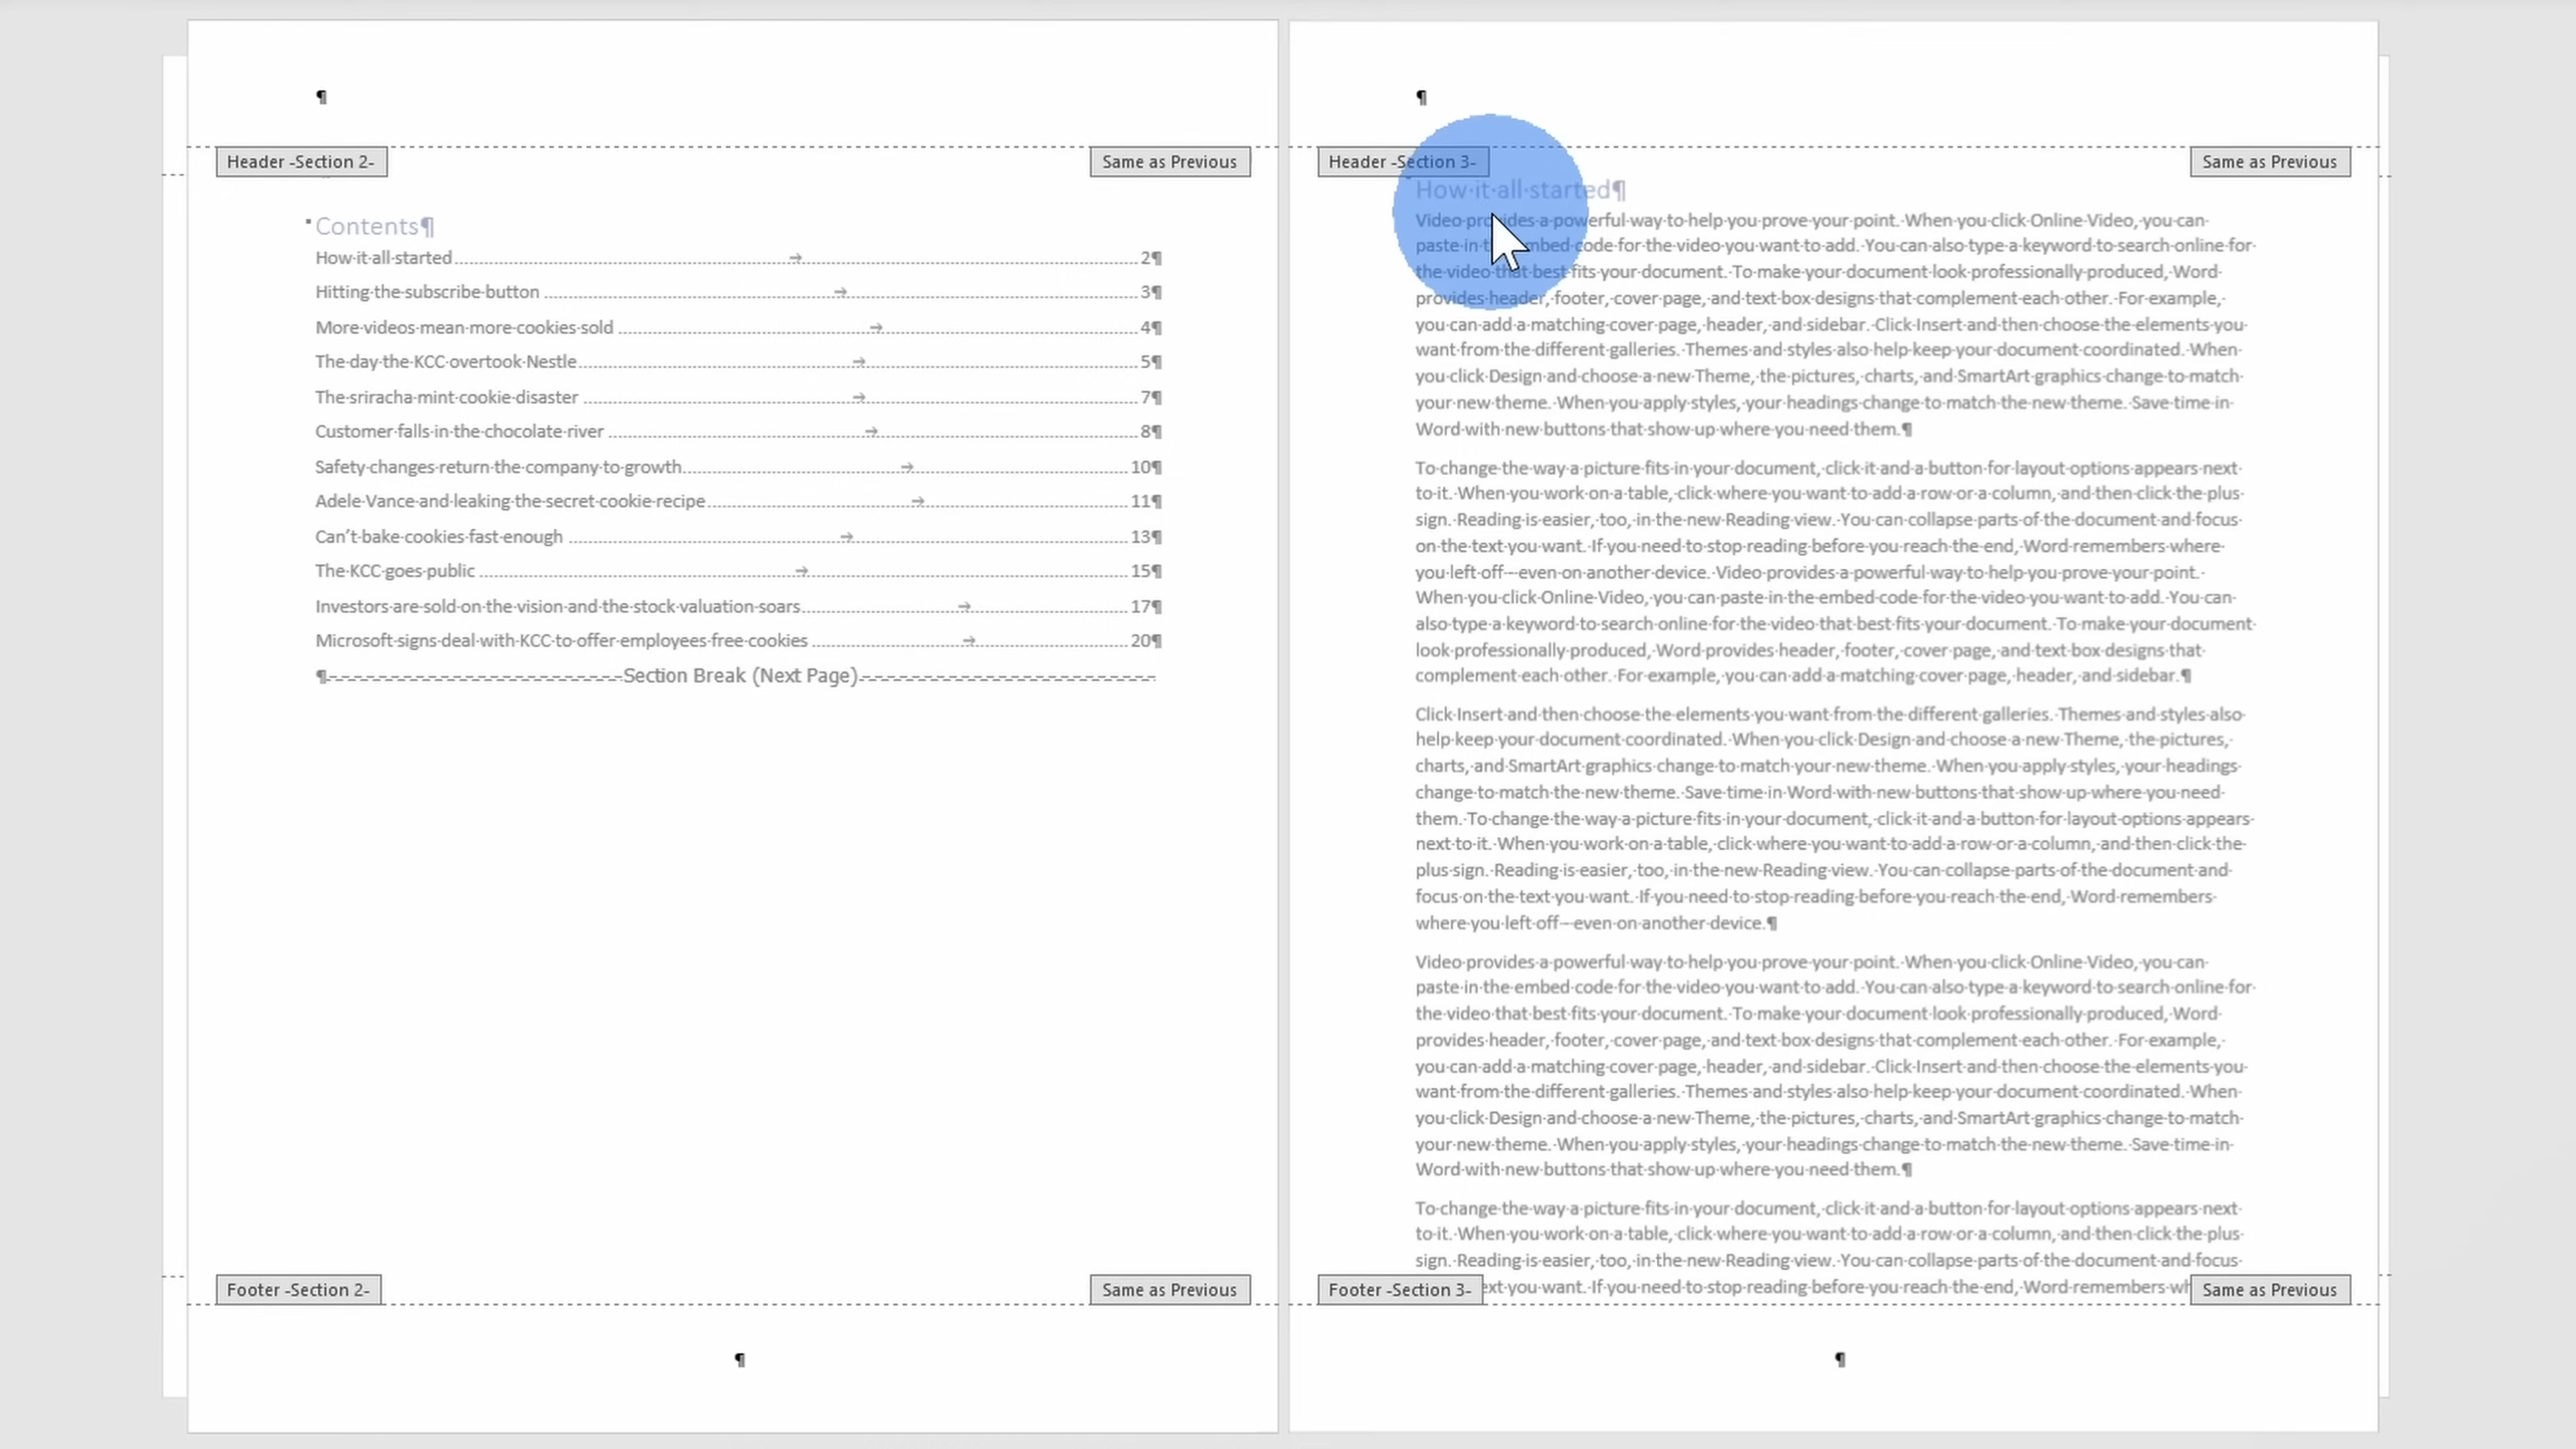 ¶
Header -Section 2-
Same as Previous
Contents¶
How·it·all·started → 2¶
Hitting·the·subscribe·button → 3¶
More·videos·mean·more·cookies·sold → 4¶
The·day·the·KCC·overtook·Nestle → 5¶
The·sriracha·mint·cookie·disaster → 7¶
Customer·falls·in·the·chocolate·river → 8¶
Safety·changes·return·the·company·to·growth → 10¶
Adele·Vance·and·leaking·the·secret·cookie·recipe → 11¶
Can’t·bake·cookies·fast·enough → 13¶
The·KCC·goes·public → 15¶
Investors·are·sold·on·the·vision·and·the·stock·valuation·soars → 17¶
Microsoft·signs·deal·with·KCC·to·offer·employees·free·cookies → 20¶
¶Section Break (Next Page)
Footer -Section 2-
Same as Previous
¶
¶
Header -Section 3-
Same as Previous
How·it·all·started¶
Video·provides·a·powerful·way·to·help·you·prove·your·point.·When·you·click·Online·Video,·you·can·
paste·in·the·embed·code·for·the·video·you·want·to·add.·You·can·also·type·a·keyword·to·search·online·for·
the·video·that·best·fits·your·document.·To·make·your·document·look·professionally·produced,·Word·
provides·header,·footer,·cover·page,·and·text·box·designs·that·complement·each·other.·For·example,·
you·can·add·a·matching·cover·page,·header,·and·sidebar.·Click·Insert·and·then·choose·the·elements·you·
want·from·the·different·galleries.·Themes·and·styles·also·help·keep·your·document·coordinated.·When·
you·click·Design·and·choose·a·new·Theme,·the·pictures,·charts,·and·SmartArt·graphics·change·to·match·
your·new·theme.·When·you·apply·styles,·your·headings·change·to·match·the·new·theme.·Save·time·in·
Word·with·new·buttons·that·show·up·where·you·need·them.¶
To·change·the·way·a·picture·fits·in·your·document,·click·it·and·a·button·for·layout·options·appears·next·
to·it.·When·you·work·on·a·table,·click·where·you·want·to·add·a·row·or·a·column,·and·then·click·the·plus·
sign.·Reading·is·easier,·too,·in·the·new·Reading·view.·You·can·collapse·parts·of·the·document·and·focus·
on·the·text·you·want.·If·you·need·to·stop·reading·before·you·reach·the·end,·Word·remembers·where·
you·left·off·-·even·on·another·device.·Video·provides·a·powerful·way·to·help·you·prove·your·point.·
When·you·click·Online·Video,·you·can·paste·in·the·embed·code·for·the·video·you·want·to·add.·You·can·
also·type·a·keyword·to·search·online·for·the·video·that·best·fits·your·document.·To·make·your·document·
look·professionally·produced,·Word·provides·header,·footer,·cover·page,·and·text·box·designs·that·
complement·each·other.·For·example,·you·can·add·a·matching·cover·page,·header,·and·sidebar.¶
Click·Insert·and·then·choose·the·elements·you·want·from·the·different·galleries.·Themes·and·styles·also·
help·keep·your·document·coordinated.·When·you·click·Design·and·choose·a·new·Theme,·the·pictures,·
charts,·and·SmartArt·graphics·change·to·match·your·new·theme.·When·you·apply·styles,·your·headings·
change·to·match·the·new·theme.·Save·time·in·Word·with·new·buttons·that·show·up·where·you·need·
them.·To·change·the·way·a·picture·fits·in·your·document,·click·it·and·a·button·for·layout·options·appears·
next·to·it.·When·you·work·on·a·table,·click·where·you·want·to·add·a·row·or·a·column,·and·then·click·the·
plus·sign.·Reading·is·easier,·too,·in·the·new·Reading·view.·You·can·collapse·parts·of·the·document·and·
focus·on·the·text·you·want.·If·you·need·to·stop·reading·before·you·reach·the·end,·Word·remembers·
where·you·left·off·-·even·on·another·device.¶
Video·provides·a·powerful·way·to·help·you·prove·your·point.·When·you·click·Online·Video,·you·can·
paste·in·the·embed·code·for·the·video·you·want·to·add.·You·can·also·type·a·keyword·to·search·online·for·
the·video·that·best·fits·your·document.·To·make·your·document·look·professionally·produced,·Word·
provides·header,·footer,·cover·page,·and·text·box·designs·that·complement·each·other.·For·example,·
you·can·add·a·matching·cover·page,·header,·and·sidebar.·Click·Insert·and·then·choose·the·elements·you·
want·from·the·different·galleries.·Themes·and·styles·also·help·keep·your·document·coordinated.·When·
you·click·Design·and·choose·a·new·Theme,·the·pictures,·charts,·and·SmartArt·graphics·change·to·match·
your·new·theme.·When·you·apply·styles,·your·headings·change·to·match·the·new·theme.·Save·time·in·
Word·with·new·buttons·that·show·up·where·you·need·them.¶
To·change·the·way·a·picture·fits·in·your·document,·click·it·and·a·button·for·layout·options·appears·next·
to·it.·When·you·work·on·a·table,·click·where·you·want·to·add·a·row·or·a·column,·and·then·click·the·plus·
sign.·Reading·is·easier,·too,·in·the·new·Reading·view.·You·can·collapse·parts·of·the·document·and·focus·
you·want.·If·you·need·to·stop·reading·before·you·reach·the·end,·Word·remembers
Footer -Section 3-
Same as Previous
¶